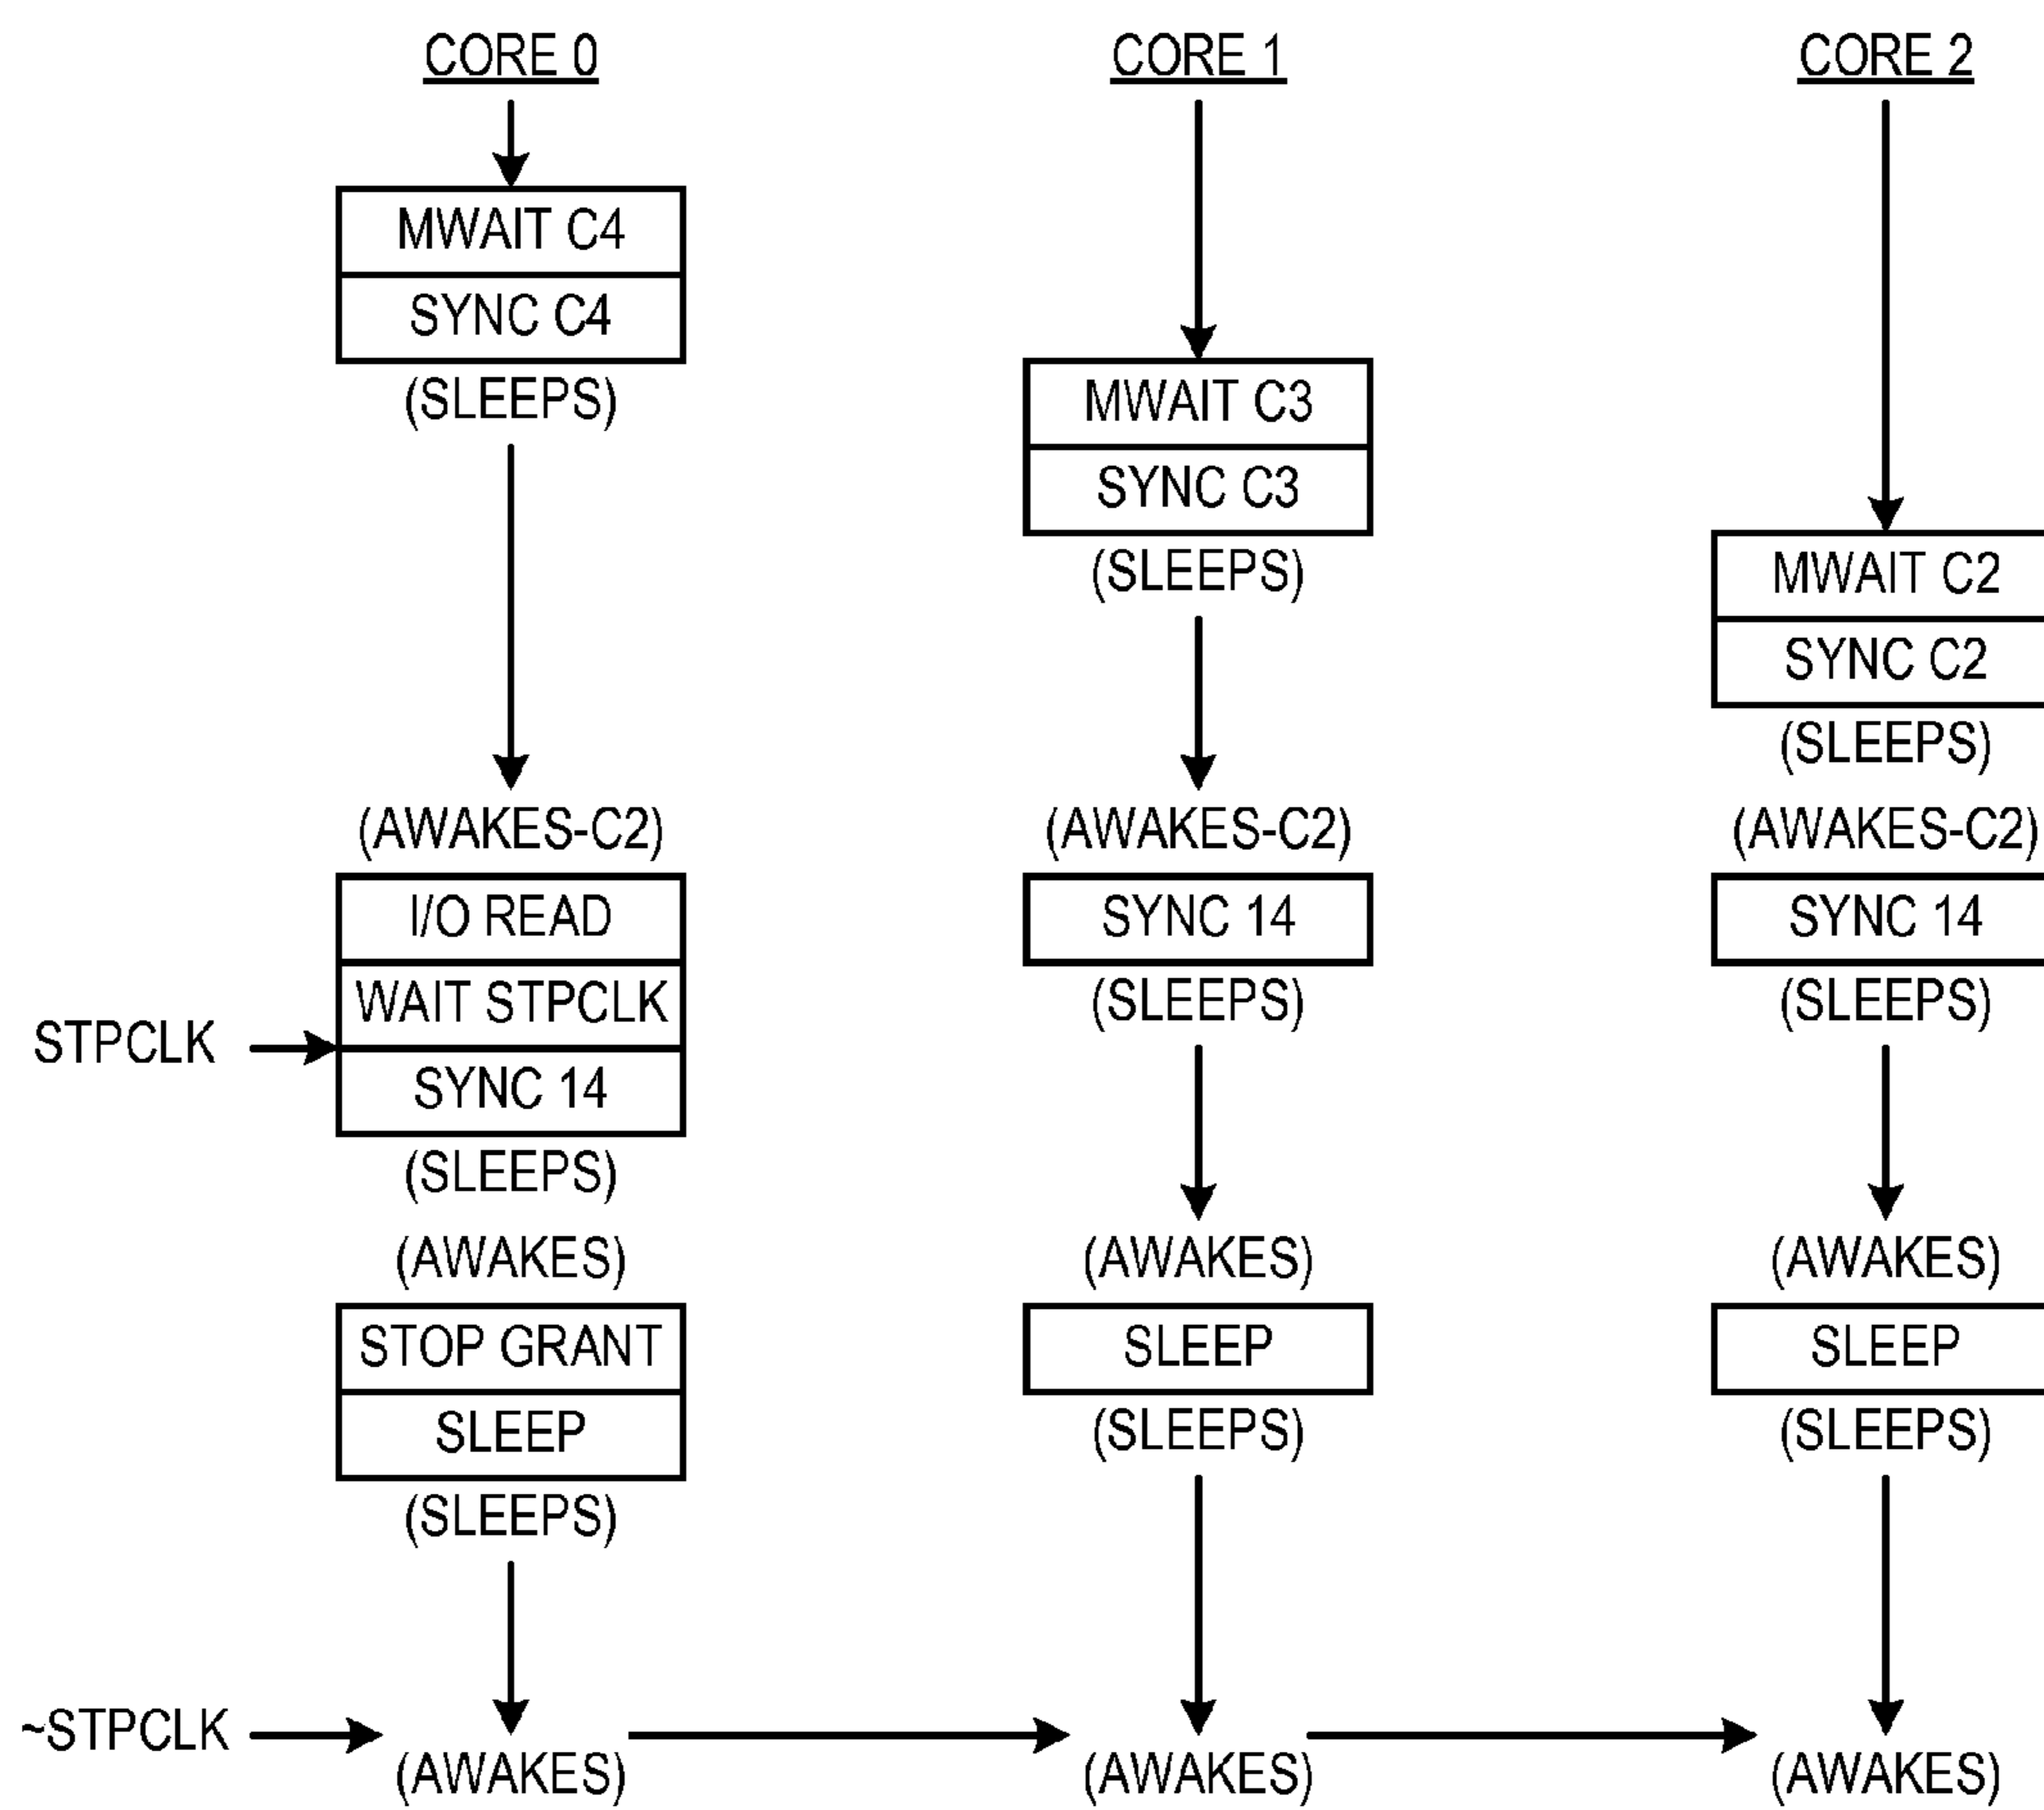 CORE 0
CORE 1
CORE 2
MWAIT C4
SYNC C4
(SLEEPS)
MWAIT C3
SYNC C3
(SLEEPS)
MWAIT C2
SYNC C2
(SLEEPS)
(AWAKES-C2)
(AWAKES-C2)
(AWAKES-C2)
I/O READ
SYNC 14
SYNC 14
WAIT STPCLK
(SLEEPS)
(SLEEPS)
STPCLK
SYNC 14
(SLEEPS)
(AWAKES)
(AWAKES)
(AWAKES)
STOP GRANT
SLEEP
SLEEP
SLEEP
(SLEEPS)
(SLEEPS)
(SLEEPS)
~STPCLK
(AWAKES)
(AWAKES)
(AWAKES)